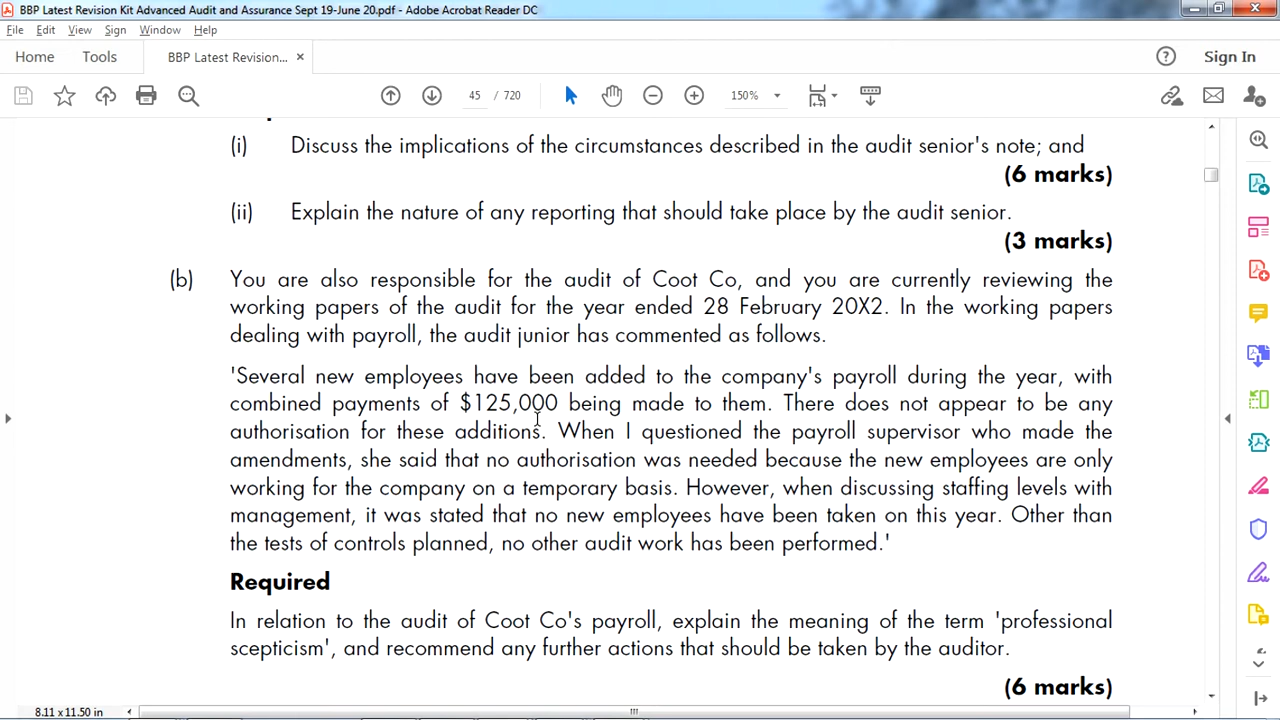 BBP Latest Revision Kit Advanced Audit and Assurance Sept 19-June 20.pdf - Adobe Acrobat Reader DC
File Edit View Sign Window Help
Home Tools BBP Latest Revision... × Sign In
45 / 720 150%
(i) Discuss the implications of the circumstances described in the audit senior's note; and
(6 marks)
(ii) Explain the nature of any reporting that should take place by the audit senior.
(3 marks)
(b) You are also responsible for the audit of Coot Co, and you are currently reviewing the
working papers of the audit for the year ended 28 February 20X2. In the working papers
dealing with payroll, the audit junior has commented as follows.
'Several new employees have been added to the company's payroll during the year, with
combined payments of $125,000 being made to them. There does not appear to be any
authorisation for these additions. When I questioned the payroll supervisor who made the
amendments, she said that no authorisation was needed because the new employees are only
working for the company on a temporary basis. However, when discussing staffing levels with
management, it was stated that no new employees have been taken on this year. Other than
the tests of controls planned, no other audit work has been performed.'
Required
In relation to the audit of Coot Co's payroll, explain the meaning of the term 'professional
scepticism', and recommend any further actions that should be taken by the auditor.
(6 marks)
8.11 x 11.50 in